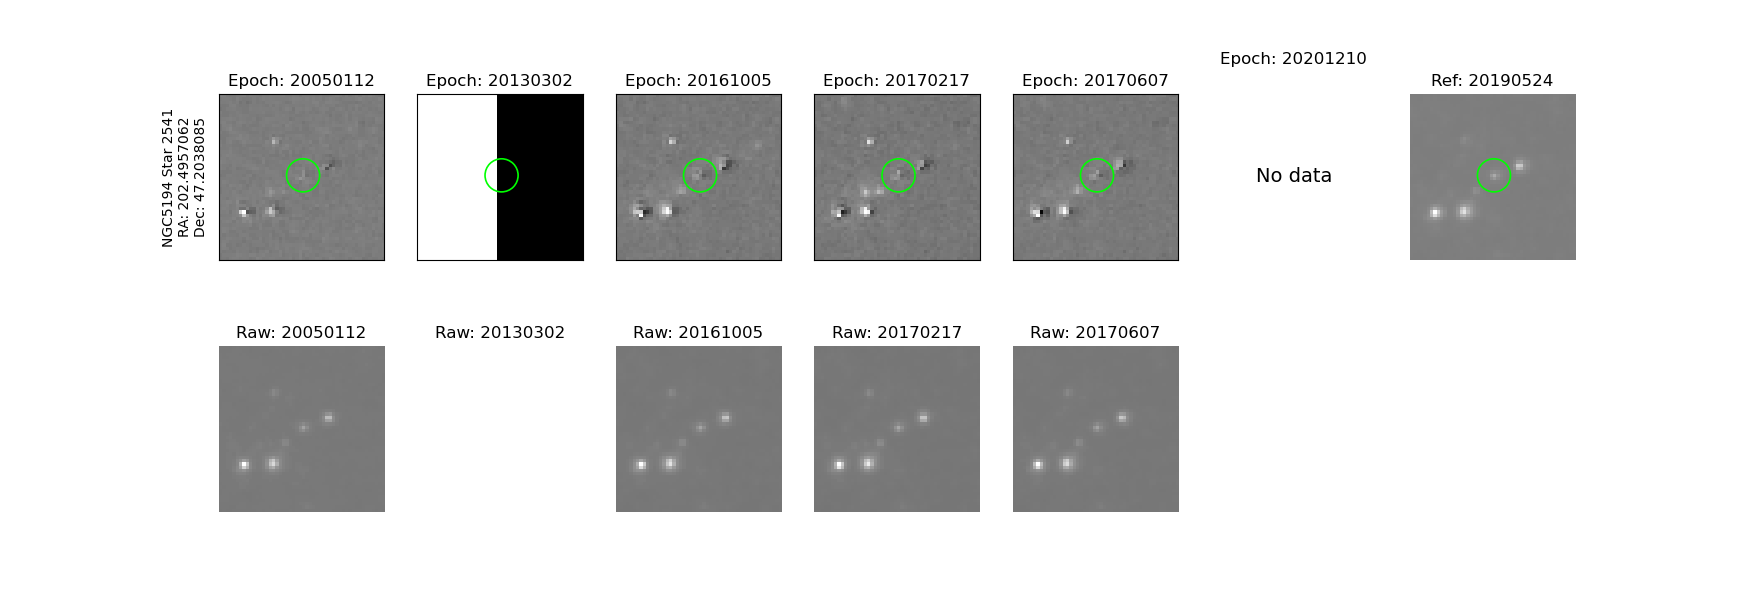 Epoch: 20050112
Epoch: 20130302
Epoch: 20161005
Epoch: 20170217
Epoch: 20170607
Epoch: 20201210
Ref: 20190524
NGC5194 Star 2541
RA: 202.4957062
Dec: 47.2038085
No data
Raw: 20050112
Raw: 20130302
Raw: 20161005
Raw: 20170217
Raw: 20170607